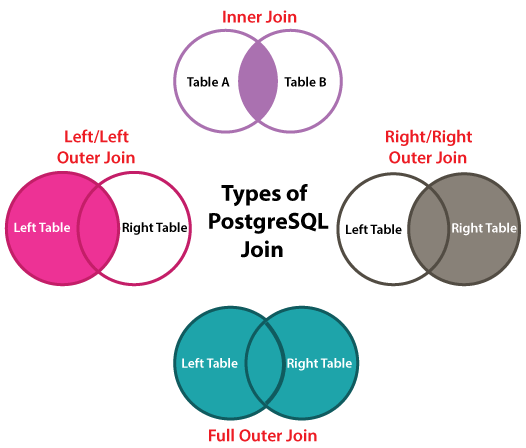 Inner Join
Table A
Table B
Left/Left
Outer Join
Left Table
Right Table
Types of
PostgreSQL
Join
Right/Right
Outer Join
Left Table
Right Table
Left Table
Right Table
Full Outer Join